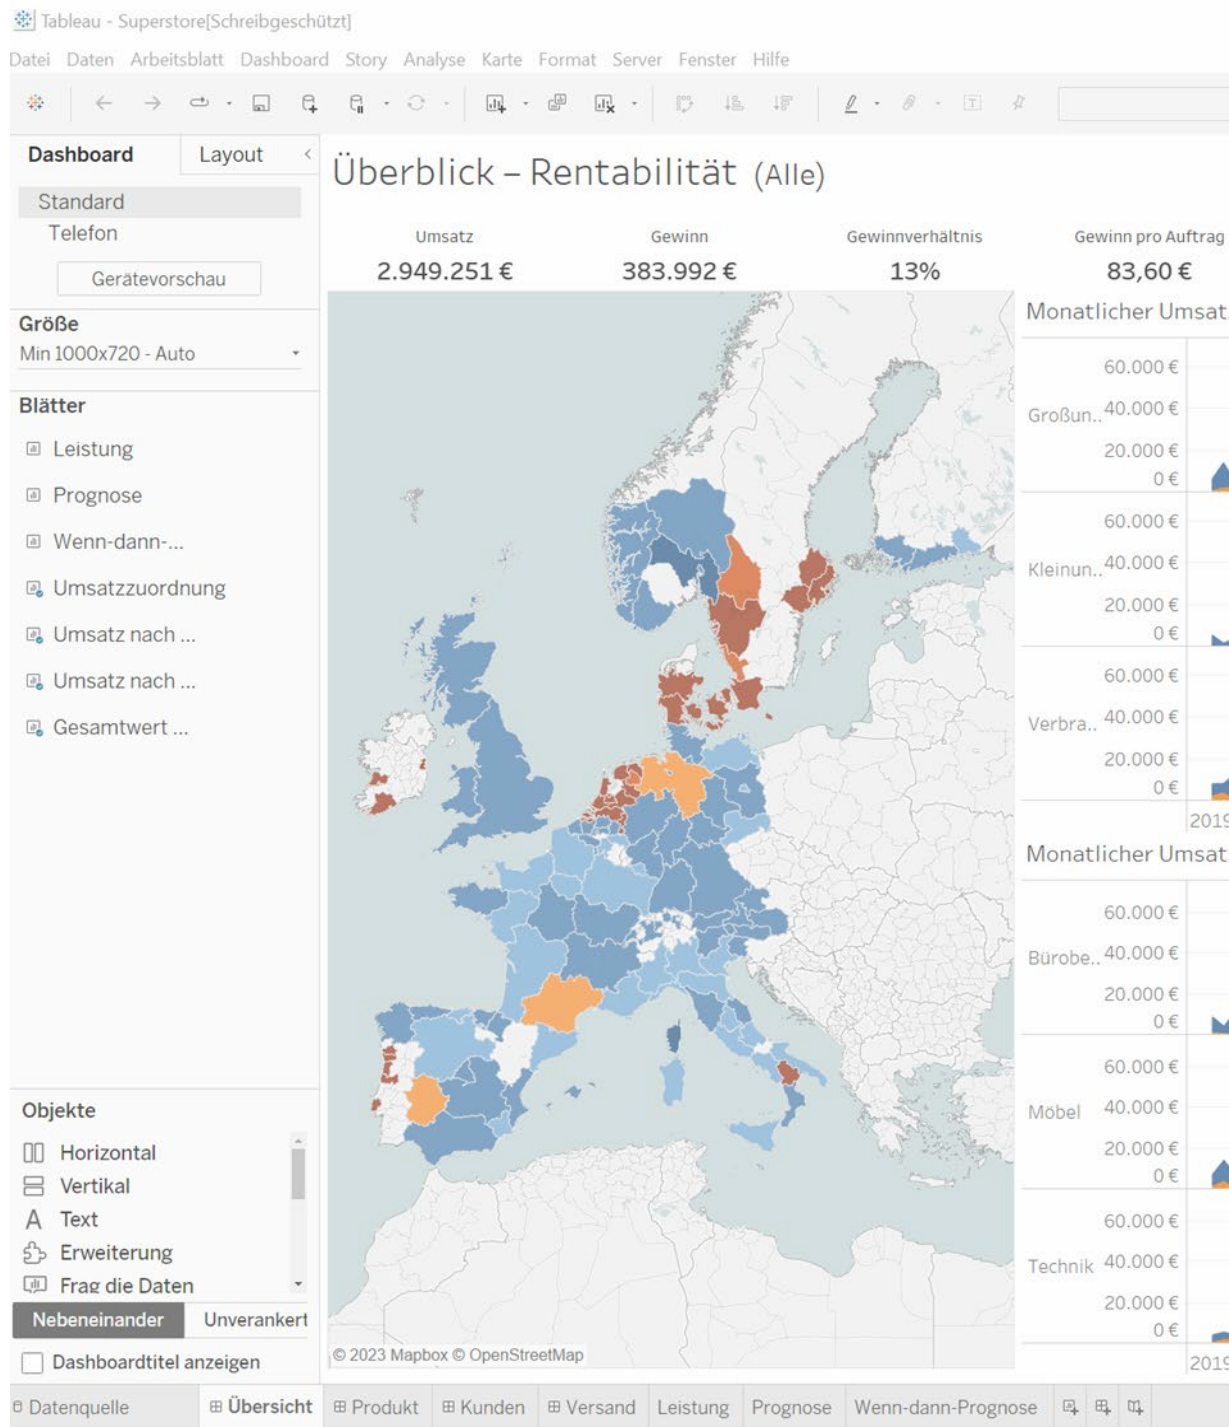 Tableau - Superstore[Schreibgeschützt]
Datei Daten Arbeitsblatt Dashboard Story Analyse Karte Format Server Fenster Hilfe
Dashboard Layout
Standard
Telefon
Gerätevorschau
Größe
Min 1000x720 - Auto
Blätter
Leistung
Prognose
Wenn-dann-...
Umsatzzuordnung
Umsatz nach ...
Umsatz nach ...
Gesamtwert ...
Objekte
Horizontal
Vertikal
A Text
Erweiterung
Frag die Daten
Nebeneinander Unverankert
Dashboardtitel anzeigen
Überblick – Rentabilität (Alle)
Umsatz Gewinn Gewinnverhältnis Gewinn pro Auftrag
2.949.251 € 383.992 € 13% 83,60 €
© 2023 Mapbox © OpenStreetMap
Monatlicher Umsat
Großun..
60.000 €
40.000 €
20.000 €
0 €
Kleinun..
60.000 €
40.000 €
20.000 €
0 €
Verbra..
60.000 €
40.000 €
20.000 €
0 €
2019
Monatlicher Umsat
Bürobe..
60.000 €
40.000 €
20.000 €
0 €
Möbel
60.000 €
40.000 €
20.000 €
0 €
Technik
60.000 €
40.000 €
20.000 €
0 €
2019
Datenquelle Übersicht Produkt Kunden Versand Leistung Prognose Wenn-dann-Prognose